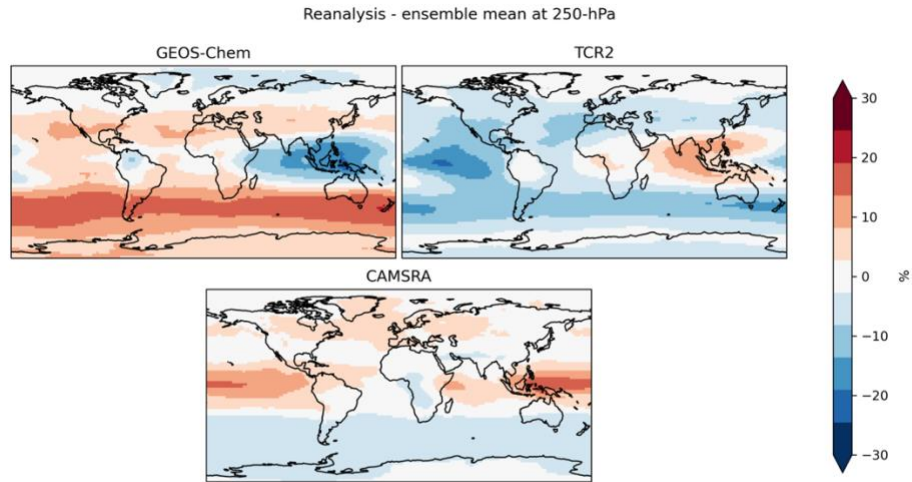 Reanalysis - ensemble mean at 250-hPa
GEOS-Chem
TCR2
CAMSRA
30
20
10
0
−10
−20
−30
%